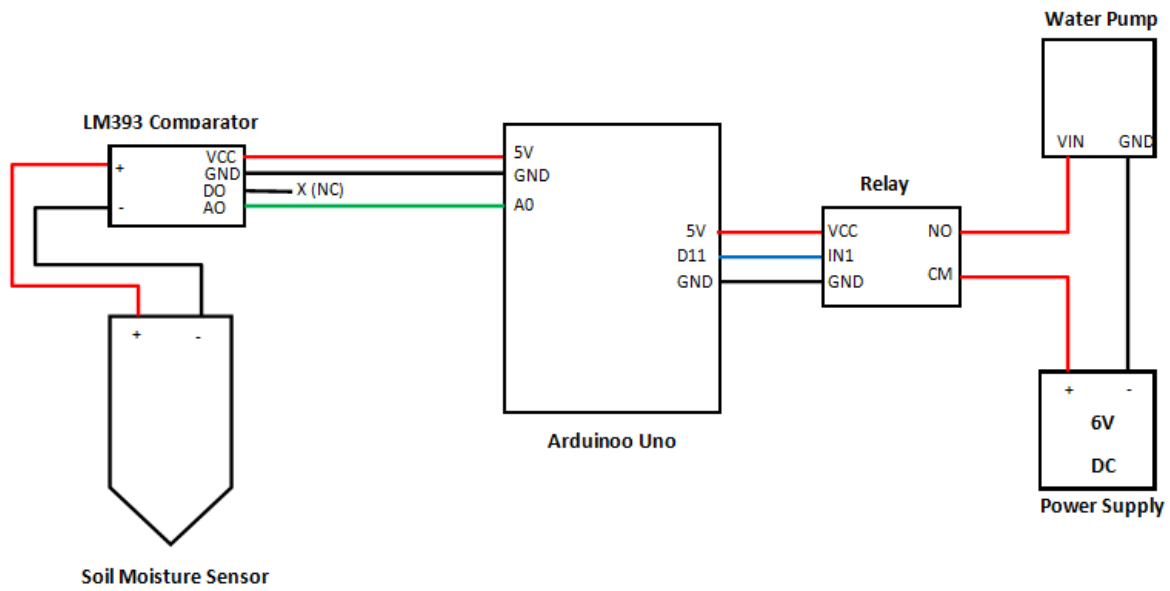 Water Pump
VIN GND
LM393 Comparator
+
-
VCC
GND
DO
AO
X (NC)
5V
GND
A0
5V
D11
GND
Arduinoo Uno
Relay
VCC
IN1
GND
NO
CM
+ -
6V
DC
Power Supply
+ -
Soil Moisture Sensor